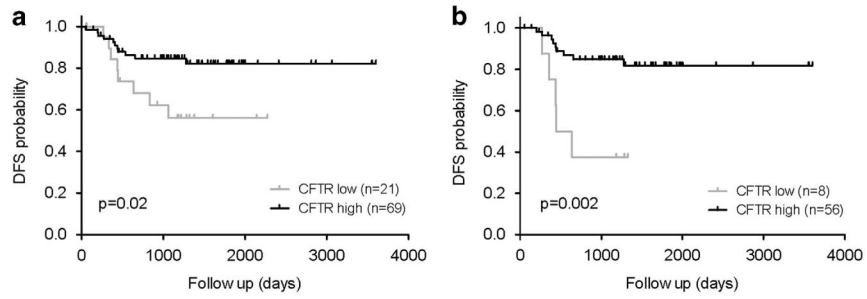 a
DFS probability
1.0
0.8
0.6
0.4
0.2
0.0
p=0.02
CFTR low (n=21)
CFTR high (n=69)
0 1000 2000 3000 4000
Follow up (days)
b
DFS probability
1.0
0.8
0.6
0.4
0.2
0.0
p=0.002
CFTR low (n=8)
CFTR high (n=56)
0 1000 2000 3000 4000
Follow up (days)